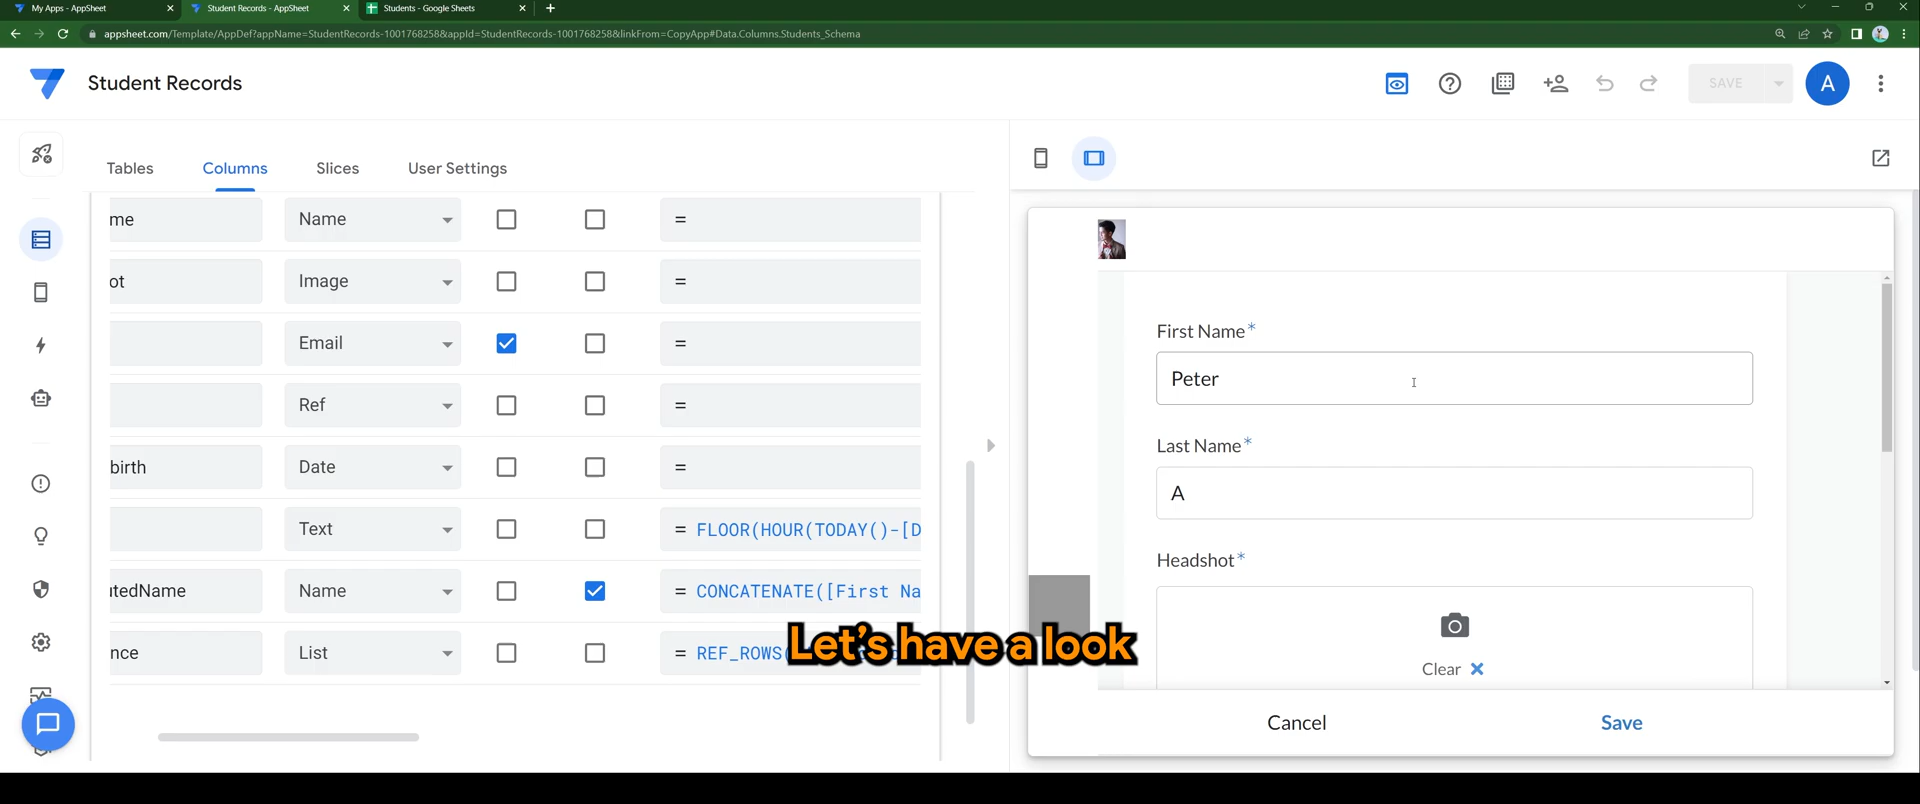 My Apps - AppSheet
Student Records - AppSheet
Students - Google Sheets
appsheet.com/Template/AppDef?appName=StudentRecords-1001768258&appId=StudentRecords-1001768258&linkFrom=CopyApp#Data.Columns.Students_Schema
Student Records
SAVE
A
Tables
Columns
Slices
User Settings
me
Name
=
ot
Image
=
Email
=
Ref
=
birth
Date
=
Text
= FLOOR(HOUR(TODAY()-[D
utedName
Name
= CONCATENATE([First Na
nce
List
= REF_ROWS(
First Name*
Peter
Last Name*
A
Headshot*
Clear
Cancel
Save
Let's have a look